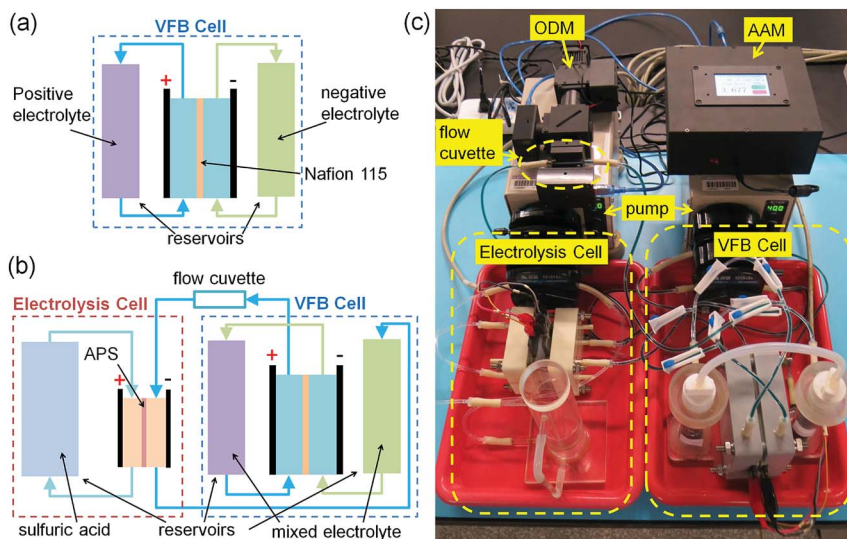 (a)
VFB Cell
+
-
Positive
electrolyte
negative
electrolyte
Nafion 115
reservoirs
(b)
flow cuvette
Electrolysis Cell
VFB Cell
APS
+
-
+
-
sulfuric acid
reservoirs
mixed electrolyte
(c)
ODM
AAM
flow
cuvette
pump
400
Electrolysis Cell
VFB Cell